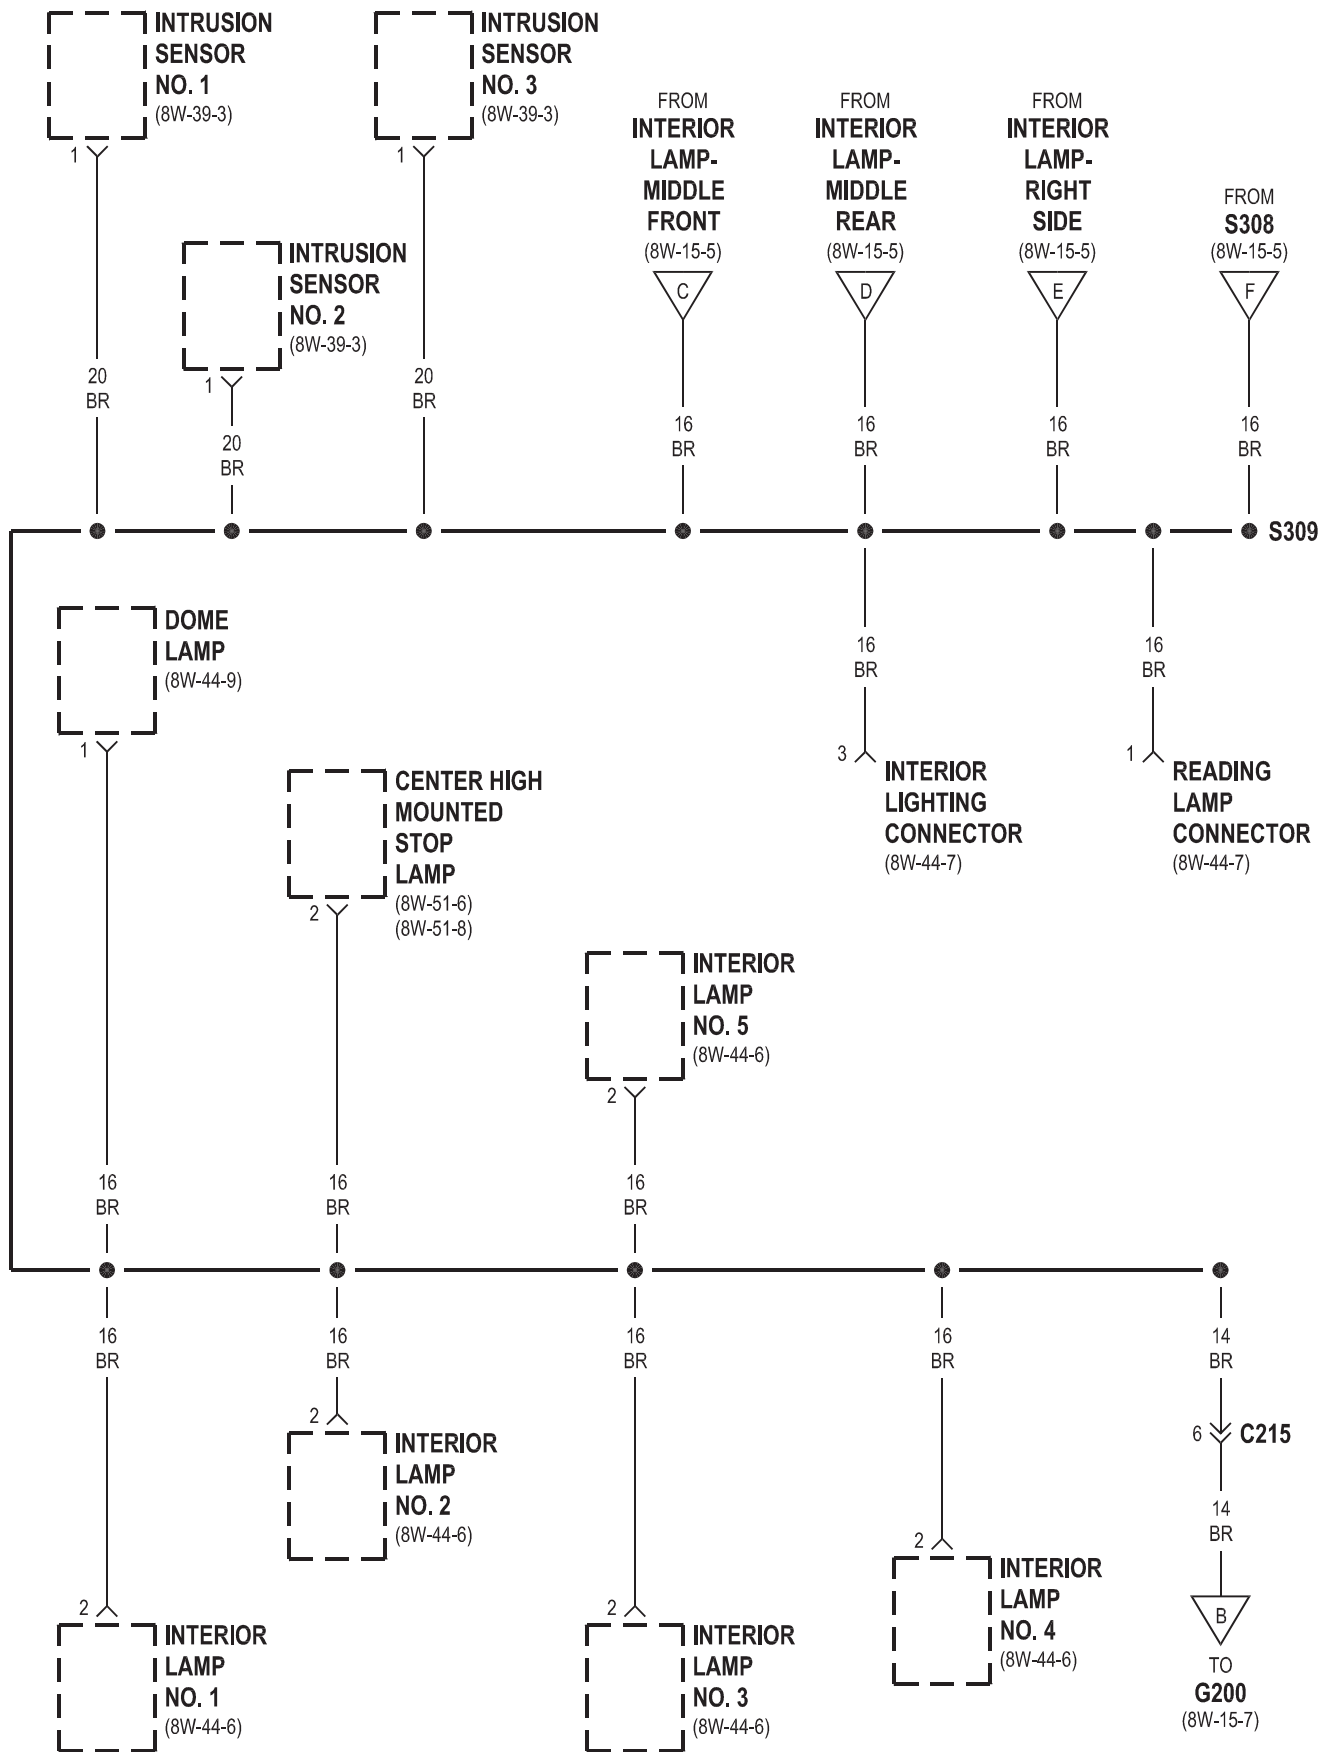 INTRUSION
SENSOR
NO. 1
(8W-39-3)
1
20
BR
INTRUSION
SENSOR
NO. 2
(8W-39-3)
1
20
BR
INTRUSION
SENSOR
NO. 3
(8W-39-3)
1
20
BR
FROM
INTERIOR
LAMP-
MIDDLE
FRONT
(8W-15-5)
C
16
BR
FROM
INTERIOR
LAMP-
MIDDLE
REAR
(8W-15-5)
D
16
BR
FROM
INTERIOR
LAMP-
RIGHT
SIDE
(8W-15-5)
E
16
BR
FROM
S308
(8W-15-5)
F
16
BR
S309
16
BR
3
INTERIOR
LIGHTING
CONNECTOR
(8W-44-7)
16
BR
1
READING
LAMP
CONNECTOR
(8W-44-7)
DOME
LAMP
(8W-44-9)
1
16
BR
CENTER HIGH
MOUNTED
STOP
LAMP
(8W-51-6)
(8W-51-8)
2
16
BR
INTERIOR
LAMP
NO. 5
(8W-44-6)
2
16
BR
16
BR
2
INTERIOR
LAMP
NO. 1
(8W-44-6)
16
BR
2
INTERIOR
LAMP
NO. 2
(8W-44-6)
16
BR
2
INTERIOR
LAMP
NO. 3
(8W-44-6)
16
BR
2
INTERIOR
LAMP
NO. 4
(8W-44-6)
14
BR
6
C215
14
BR
B
TO
G200
(8W-15-7)